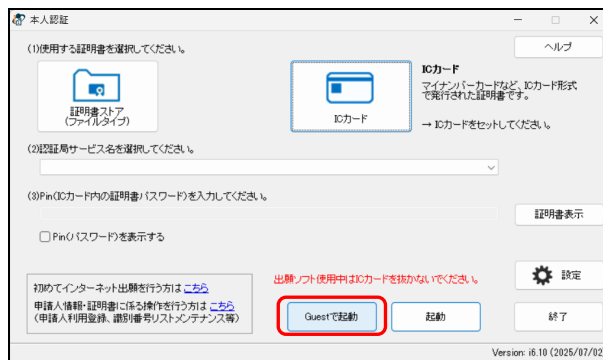 本人認証
(1)使用する証明書を選択してください。
ヘルプ
証明書ストア
(ファイルタイプ)
ICカード
ICカード
マイナンバーカードなど、ICカード形式
で発行された証明書です。
→ ICカードをセットしてください。
(2)認証局サービス名を選択してください。
(3)Pin(ICカード内の証明書パスワード)を入力してください。
証明書表示
Pin(パスワード)を表示する
出願ソフト使用中はICカードを抜かないでください。
設定
初めてインターネット出願を行う方は こちら
申請人情報・証明書に係る操作を行う方は こちら
(申請人利用登録、識別番号リストメンテナンス等)
Guestで起動
起動
終了
Version: i6.10 (2025/07/02)